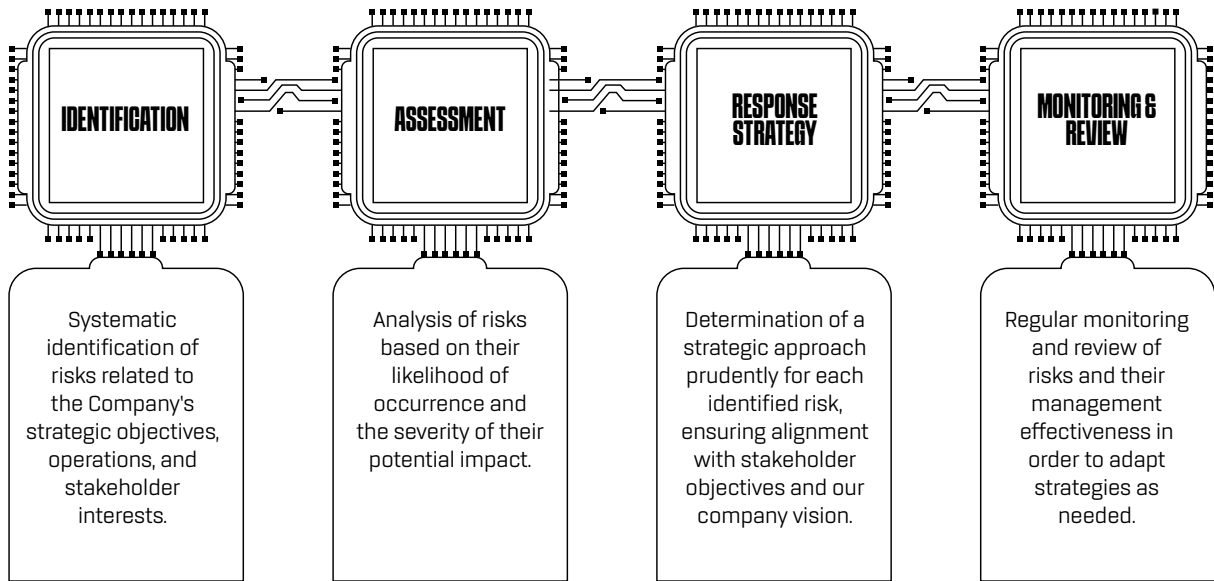 IDENTIFICATION
Systematic
identification of
risks related to
the Company's
strategic objectives,
operations, and
stakeholder
interests.
ASSESSMENT
Analysis of risks
based on their
likelihood of
occurrence and
the severity of their
potential impact.
RESPONSE
STRATEGY
Determination of a
strategic approach
prudently for each
identified risk,
ensuring alignment
with stakeholder
objectives and our
company vision.
MONITORING &
REVIEW
Regular monitoring
and review of
risks and their
management
effectiveness in
order to adapt
strategies as
needed.